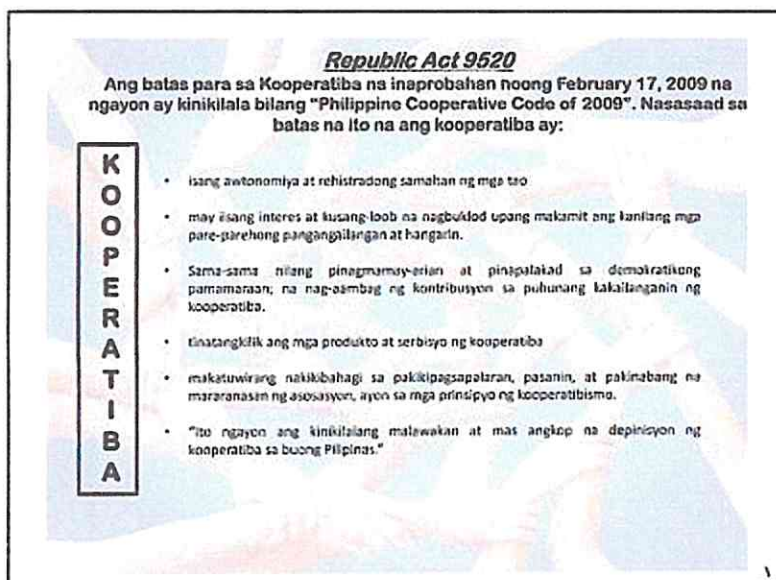 Republic Act 9520
Ang batas para sa Kooperatiba na inaprobahan noong February 17, 2009 na
ngayon ay kinikilala bilang "Philippine Cooperative Code of 2009". Nasasaad sa
batas na ito na ang kooperatiba ay:
KOOPERATIBA
• isang awtonomiya at rehistradong samahan ng mga tao
• may iisang interes at kusang-loob na nagbuklod upang makamit ang kanilang mga
pare-parehong pangangailangan at hangarin.
• Sama-sama nilang pinagmamay-arian at pinapalakad sa demokratikong
pamamaraan; na nag-aambag ng kontribusyon sa puhunang kakailanganin ng
kooperatiba.
• tinatangkilik ang mga produkto at serbisyo ng kooperatiba
• makatuwirang nakikibahagi sa pakikipagsapalaran, pasanin, at pakinabang na
mararanasan ng asosasyon, ayon sa mga prinsipyo ng kooperatibismo.
• "ito ngayon ang kinikilalang malawakan at mas angkop na depinisyon ng
kooperatiba sa buong Pilipinas."